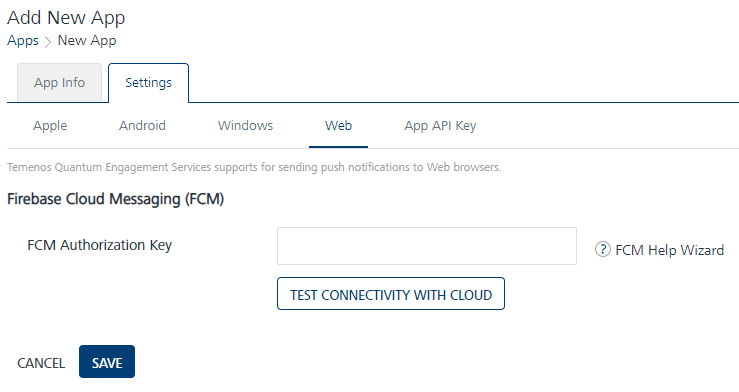 Add New App
Apps > New App
App Info Settings
Apple Android Windows Web App API Key
Temenos Quantum Engagement Services supports for sending push notifications to Web browsers.
Firebase Cloud Messaging (FCM)
FCM Authorization Key
? FCM Help Wizard
TEST CONNECTIVITY WITH CLOUD
CANCEL SAVE